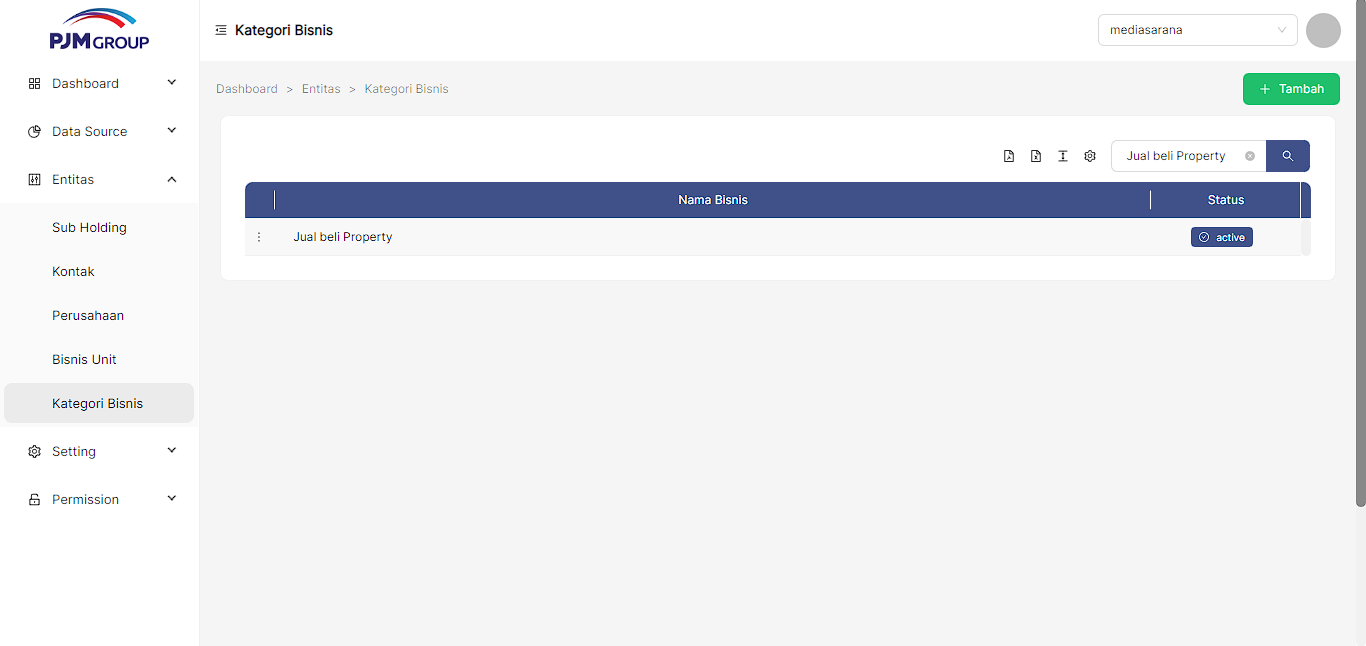 PJM GROUP
Dashboard
Data Source
Entitas
Sub Holding
Kontak
Perusahaan
Bisnis Unit
Kategori Bisnis
Setting
Permission
Kategori Bisnis
mediasarana
Dashboard > Entitas > Kategori Bisnis
+ Tambah
Jual beli Property
Nama Bisnis Status
Jual beli Property active